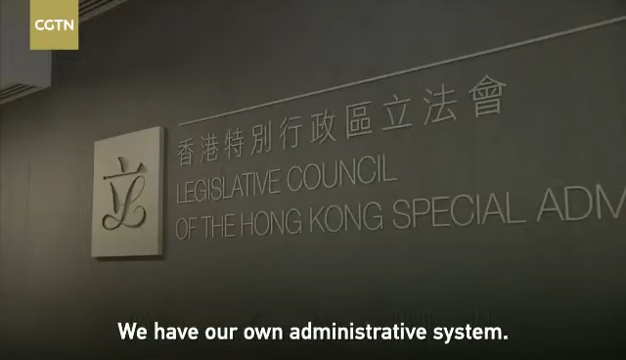 CGTN
香港特別行政區立法會
LEGISLATIVE COUNCIL
OF THE HONG KONG SPECIAL ADM
We have our own administrative system.